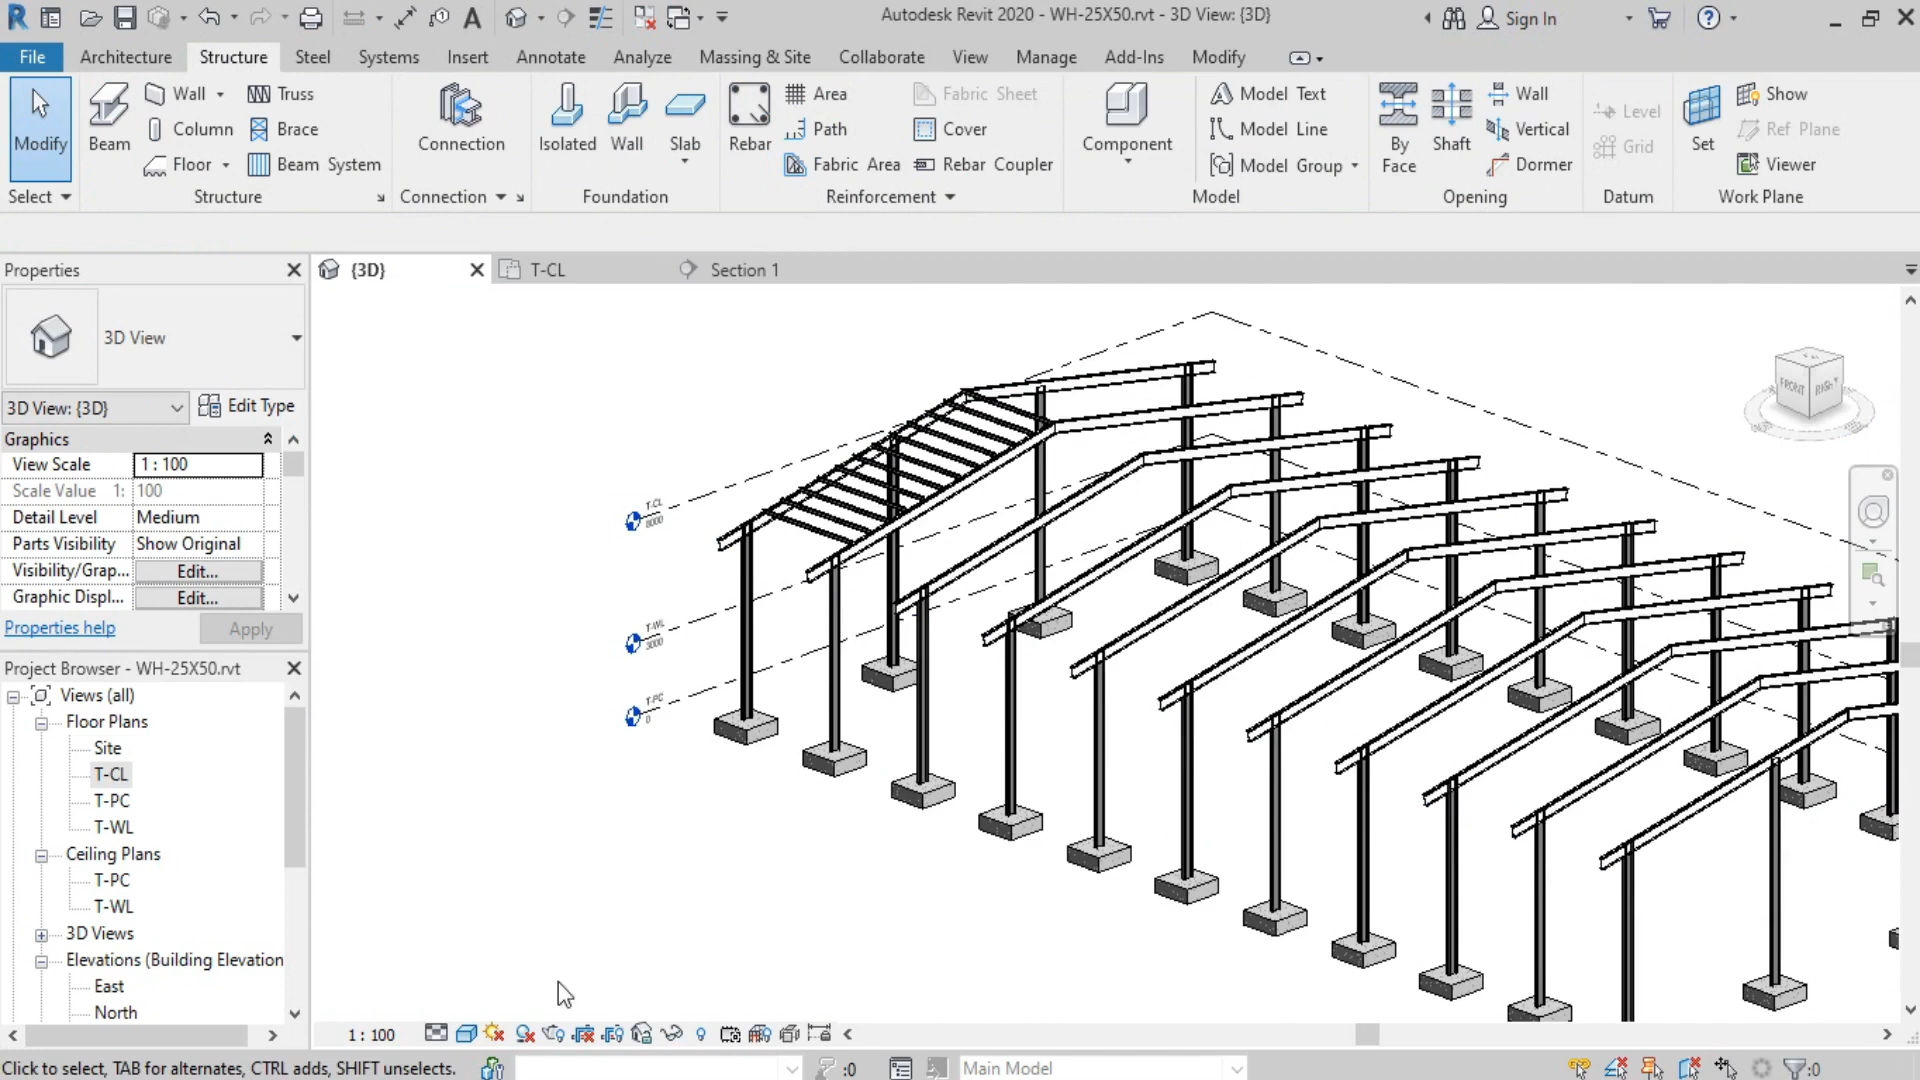 Autodesk Revit 2020 - WH-25X50.rvt - 3D View: {3D}
Sign In
File Architecture Structure Steel Systems Insert Annotate Analyze Massing & Site Collaborate View Manage Add-Ins Modify
Modify
Select
Beam
Wall
Column
Floor
Truss
Brace
Beam System
Structure
Connection
Connection
Isolated
Wall
Slab
Foundation
Rebar
Area
Path
Fabric Area
Fabric Sheet
Cover
Rebar Coupler
Reinforcement
Component
Model Text
Model Line
Model Group
Model
By
Face
Shaft
Wall
Vertical
Dormer
Opening
Level
Grid
Datum
Set
Show
Ref Plane
Viewer
Work Plane
Properties
3D View
3D View: {3D}
Edit Type
Graphics
View Scale 1 : 100
Scale Value 1: 100
Detail Level Medium
Parts Visibility Show Original
Visibility/Grap... Edit...
Graphic Displ... Edit...
Properties help
Apply
Project Browser - WH-25X50.rvt
Views (all)
Floor Plans
Site
T-CL
T-PC
T-WL
Ceiling Plans
T-PC
T-WL
3D Views
Elevations (Building Elevation
East
North
{3D}
T-CL
Section 1
T-CL
8000
T-WL
3000
T-PC
0
FRONT
RIGHT
1 : 100
Click to select, TAB for alternates, CTRL adds, SHIFT unselects.
:0
Main Model
:0